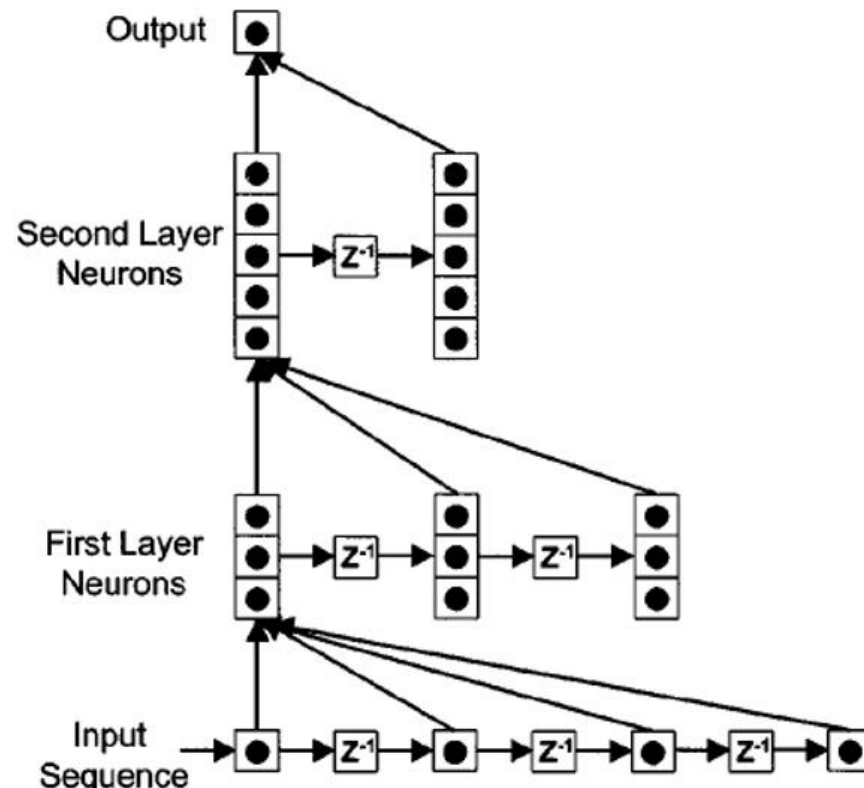 Output
Second Layer
Neurons
Z⁻¹
First Layer
Neurons
Z⁻¹
Z⁻¹
Input
Sequence
Z⁻¹
Z⁻¹
Z⁻¹